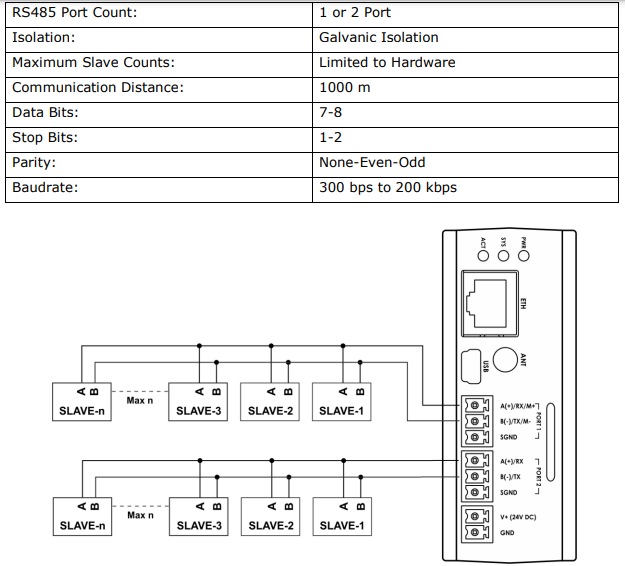 RS485 Port Count: 1 or 2 Port
Isolation: Galvanic Isolation
Maximum Slave Counts: Limited to Hardware
Communication Distance: 1000 m
Data Bits: 7-8
Stop Bits: 1-2
Parity: None-Even-Odd
Baudrate: 300 bps to 200 kbps
ACT SYS PWR
ETH
USB ANT
A B A B A B A B
Max n
SLAVE-n SLAVE-3 SLAVE-2 SLAVE-1
A(+)/RX/M+
B(-)/TX/M-
SGND
PORT 1
A(+)/RX
B(-)/TX
SGND
PORT 2
A B A B A B A B
Max n
SLAVE-n SLAVE-3 SLAVE-2 SLAVE-1
V+ (24V DC)
GND